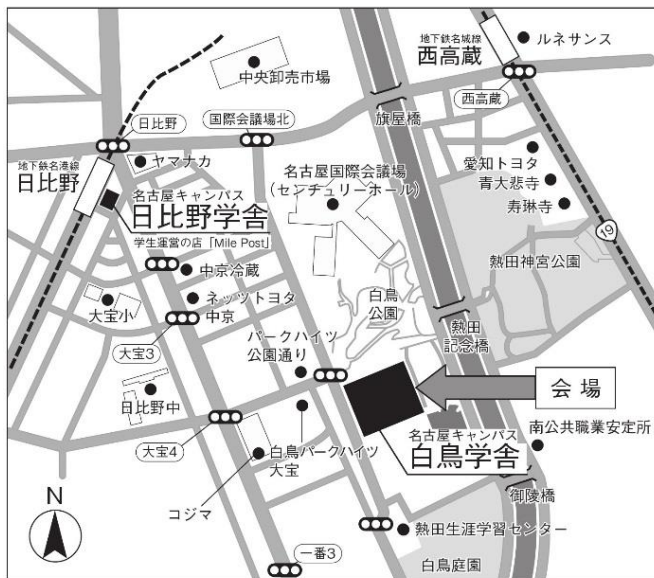 地下鉄名城線
西高蔵
ルネサンス
中央卸売市場
西高蔵
日比野
国際会議場北
旗屋橋
地下鉄名港線
日比野
ヤマナカ
名古屋キャンパス
日比野学舎
学生運営の店「Mile Post」
名古屋国際会議場
(センチュリーホール)
愛知トヨタ
青大悲寺
寿琳寺
19
熱田神宮公園
中京冷蔵
ネッツトヨタ
中京
大宝小
大宝3
白鳥
公園
熱田
記念橋
パークハイツ
公園通り
会場
日比野中
大宝4
白鳥パークハイツ
大宝
名古屋キャンパス
白鳥学舎
南公共職業安定所
コジマ
御陵橋
N
熱田生涯学習センター
一番3
白鳥庭園